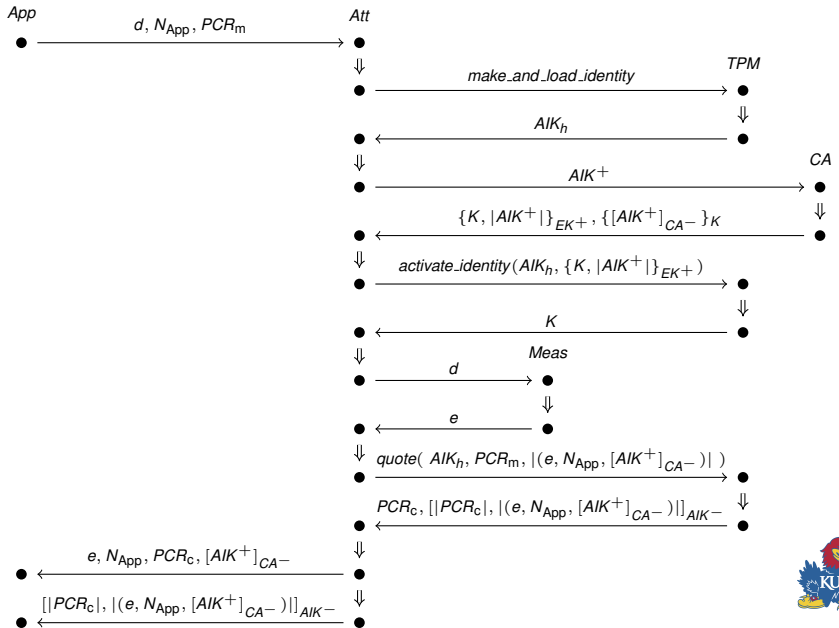 App
Att
d, N_App, PCR_m
TPM
make_and_load_identity
AIK_h
CA
AIK^+
{K, |AIK^+|}_EK+, {[AIK^+]_CA−}_K
activate_identity(AIK_h, {K, |AIK^+|}_EK+)
K
Meas
d
e
quote( AIK_h, PCR_m, |(e, N_App, [AIK^+]_CA−)| )
PCR_c, [|PCR_c|, |(e, N_App, [AIK^+]_CA−)|]_AIK−
e, N_App, PCR_c, [AIK^+]_CA−
[|PCR_c|, |(e, N_App, [AIK^+]_CA−)|]_AIK−
KU